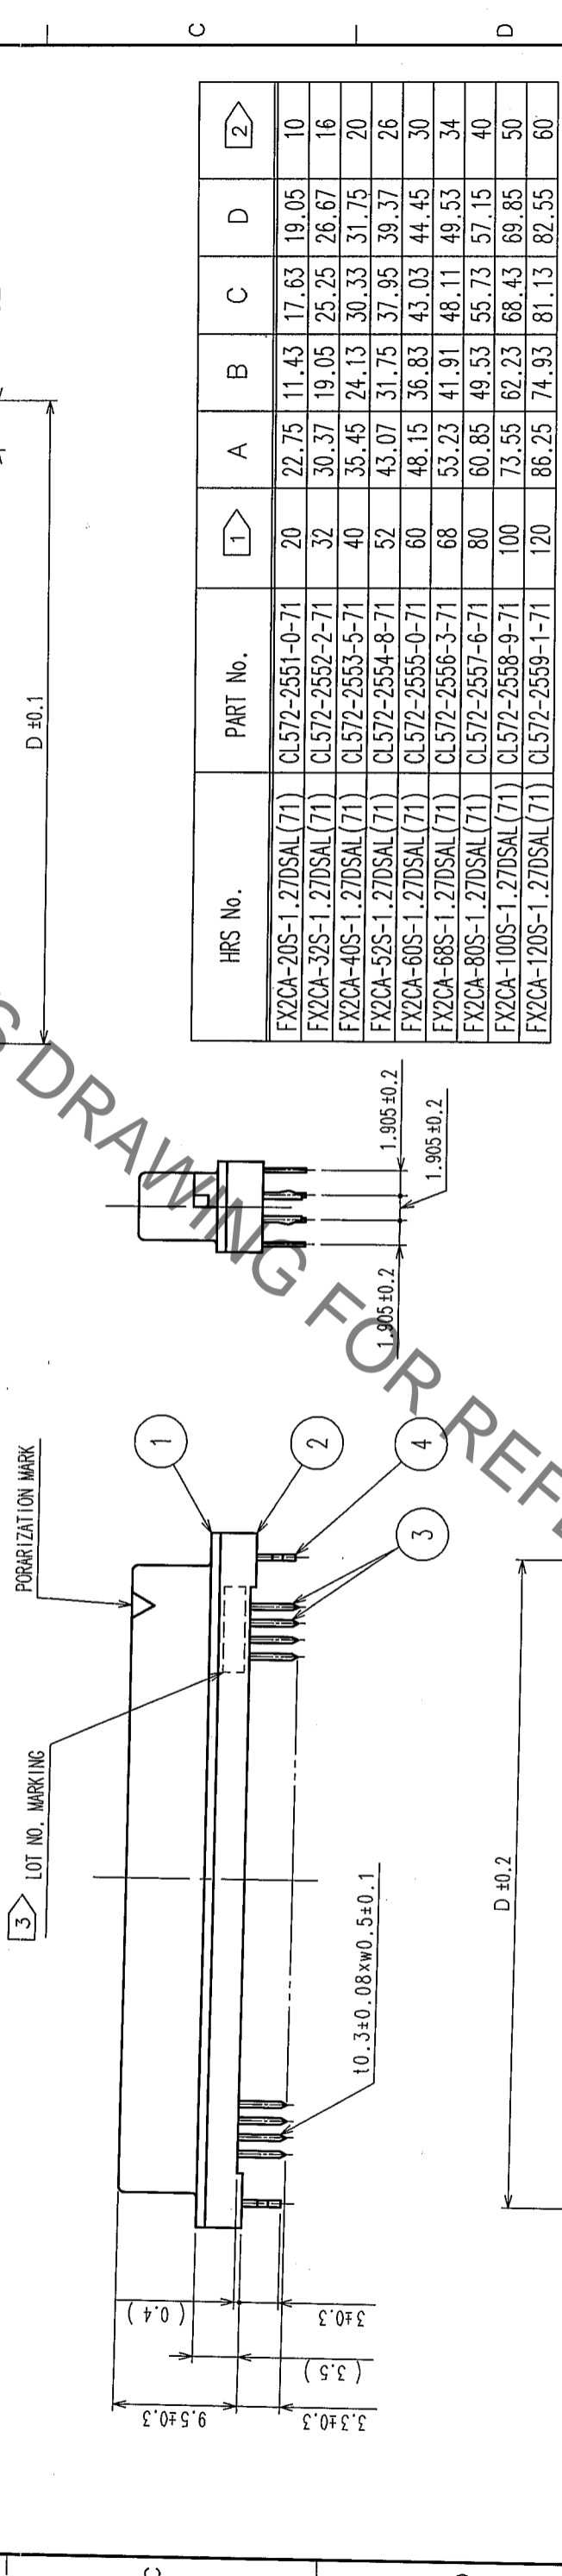 C
D
D ±0.1
HRS No. PART No. 1 A B C D 2
FX2CA-20S-1.27DSAL(71) CL572-2551-0-71 20 22.75 11.43 17.63 19.05 10
FX2CA-32S-1.27DSAL(71) CL572-2552-2-71 32 30.37 19.05 25.25 26.67 16
FX2CA-40S-1.27DSAL(71) CL572-2553-5-71 40 35.45 24.13 30.33 31.75 20
FX2CA-52S-1.27DSAL(71) CL572-2554-8-71 52 43.07 31.75 37.95 39.37 26
FX2CA-60S-1.27DSAL(71) CL572-2555-0-71 60 48.15 36.83 43.03 44.45 30
FX2CA-68S-1.27DSAL(71) CL572-2556-3-71 68 53.23 41.91 48.11 49.53 34
FX2CA-80S-1.27DSAL(71) CL572-2557-6-71 80 60.85 49.53 55.73 57.15 40
FX2CA-100S-1.27DSAL(71) CL572-2558-9-71 100 73.55 62.23 68.43 69.85 50
FX2CA-120S-1.27DSAL(71) CL572-2559-1-71 120 86.25 74.93 81.13 82.55 60
1.905±0.2
1.905±0.2
1.905±0.2
DRAWING FOR
PORARIZATION MARK
1
2
4
3
3 LOT NO. MARKING
t0.3±0.08xw0.5±0.1
D ±0.2
( 0.4 )
3±0.3
( 3.5 )
9.5±0.3
3.3±0.3